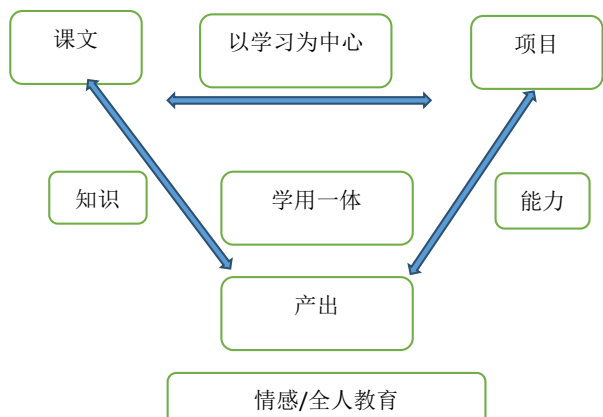 课文
以学习为中心
项目
知识
学用一体
能力
产出
情感/全人教育